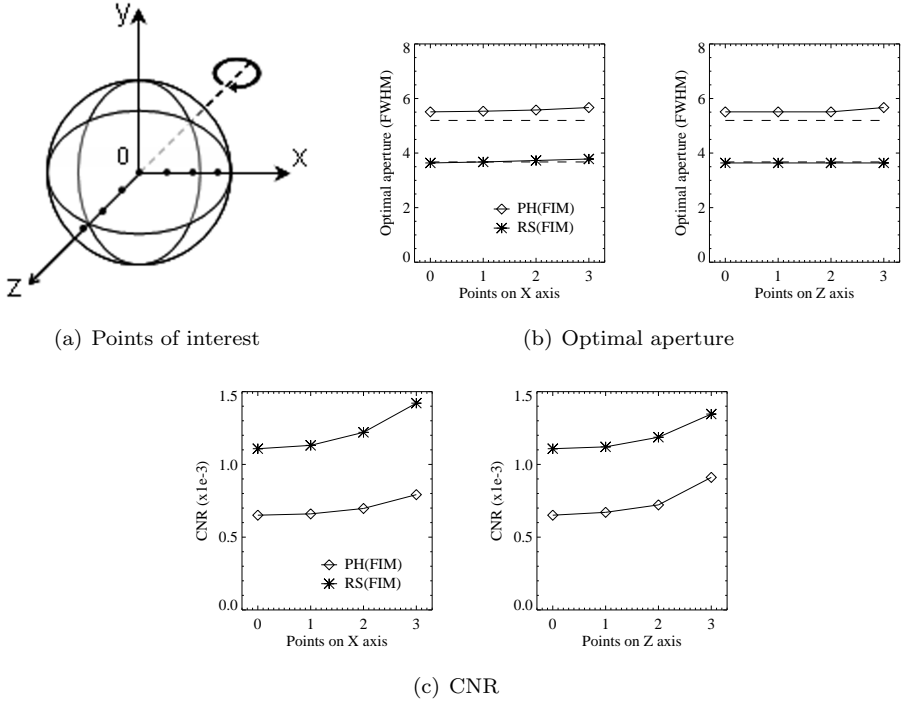 y
0
X
Z
(a) Points of interest
8
6
4
2
0
Optimal aperture (FWHM)
PH(FIM)
RS(FIM)
0 1 2 3
Points on X axis
8
6
4
2
0
Optimal aperture (FWHM)
0 1 2 3
Points on Z axis
(b) Optimal aperture
1.5
1.0
0.5
0.0
CNR (x1e-3)
PH(FIM)
RS(FIM)
0 1 2 3
Points on X axis
1.5
1.0
0.5
0.0
CNR (x1e-3)
0 1 2 3
Points on Z axis
(c) CNR